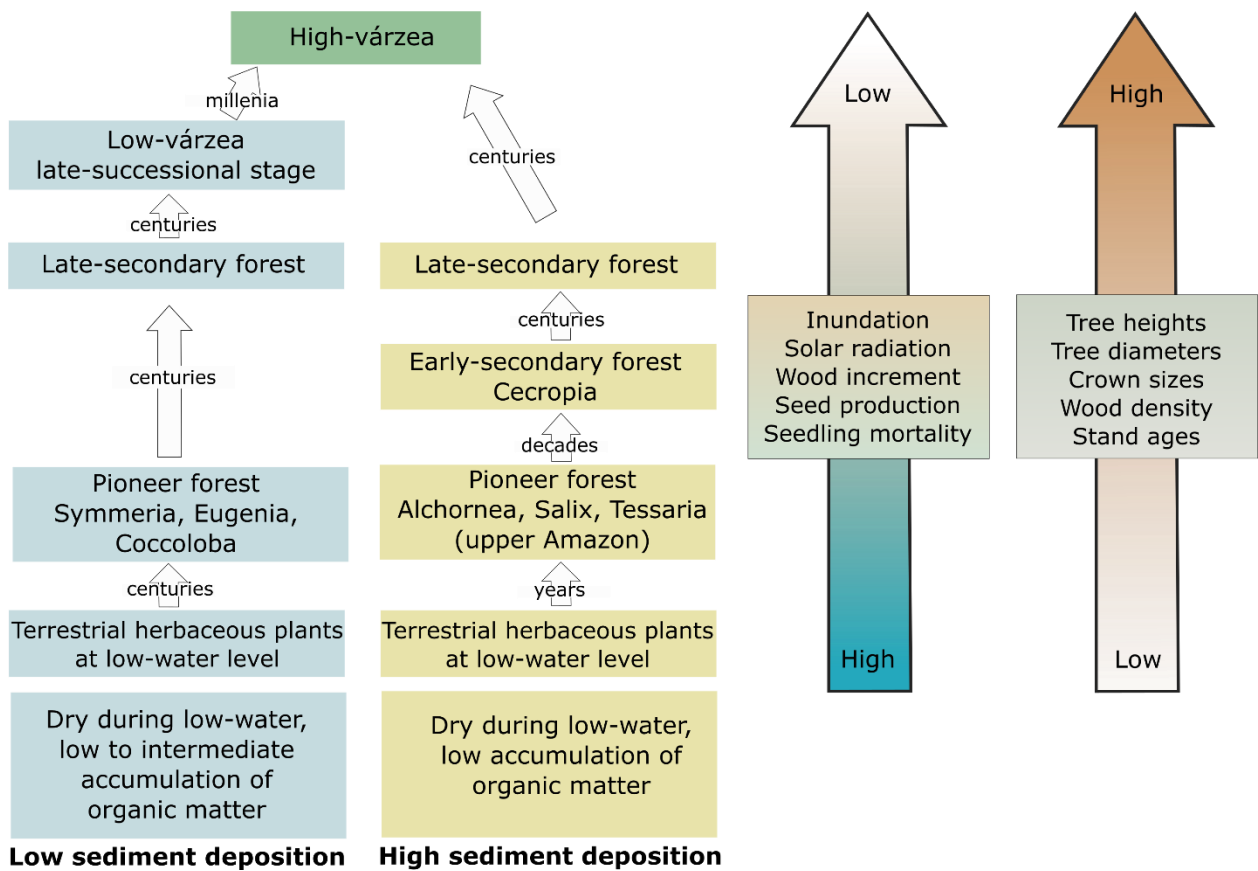 High-várzea
millenia
Low-várzea
late-successional stage
centuries
Late-secondary forest
centuries
Pioneer forest
Symmeria, Eugenia,
Coccoloba
centuries
Terrestrial herbaceous plants
at low-water level
Dry during low-water,
low to intermediate
accumulation of
organic matter
Low sediment deposition
centuries
Late-secondary forest
centuries
Early-secondary forest
Cecropia
decades
Pioneer forest
Alchornea, Salix, Tessaria
(upper Amazon)
years
Terrestrial herbaceous plants
at low-water level
Dry during low-water,
low accumulation of
organic matter
High sediment deposition
Low
Inundation
Solar radiation
Wood increment
Seed production
Seedling mortality
High
High
Tree heights
Tree diameters
Crown sizes
Wood density
Stand ages
Low